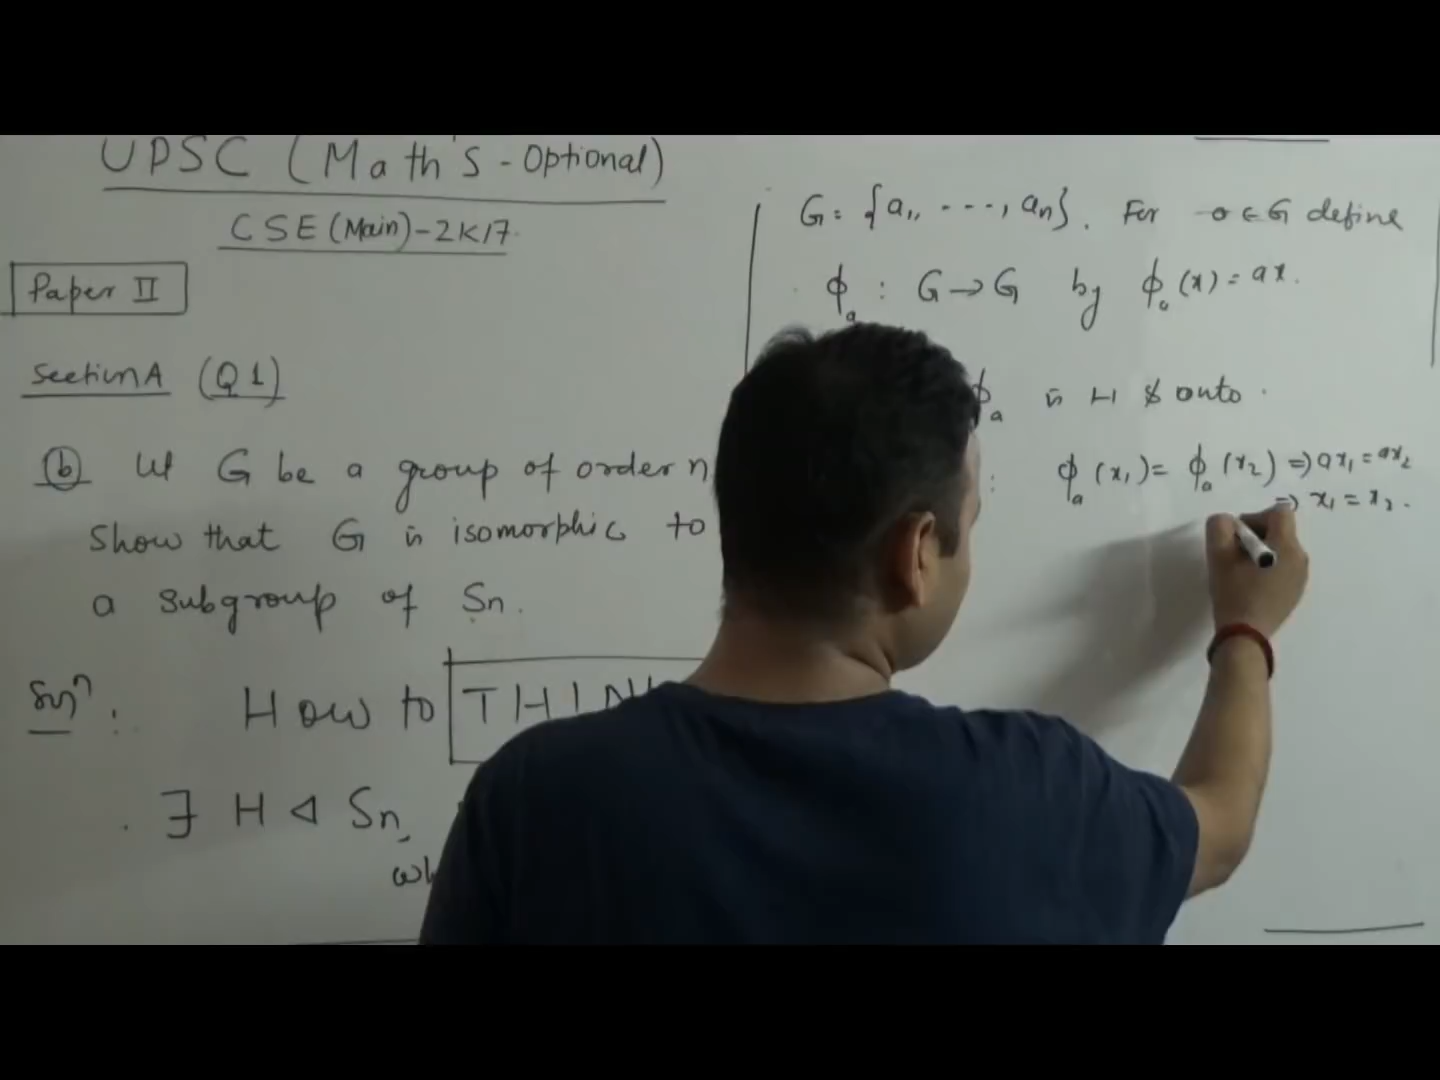 UPSC (Math's - Optional)
CSE (Main) - 2K17
Paper II
Section A (Q1)
(b) Let G be a group of order n
Show that G is isomorphic to
a subgroup of Sn.
Solⁿ: How to THIN
∃ H ⊲ Sn,
G = {a₁, ---, aₙ}. For a ∈ G define
ϕₐ : G → G by ϕₐ(x) = ax.
ϕₐ is 1-1 & onto.
: ϕₐ(x₁) = ϕₐ(x₂) ⇒ ax₁ = ax₂
⇒ x₁ = x₂.